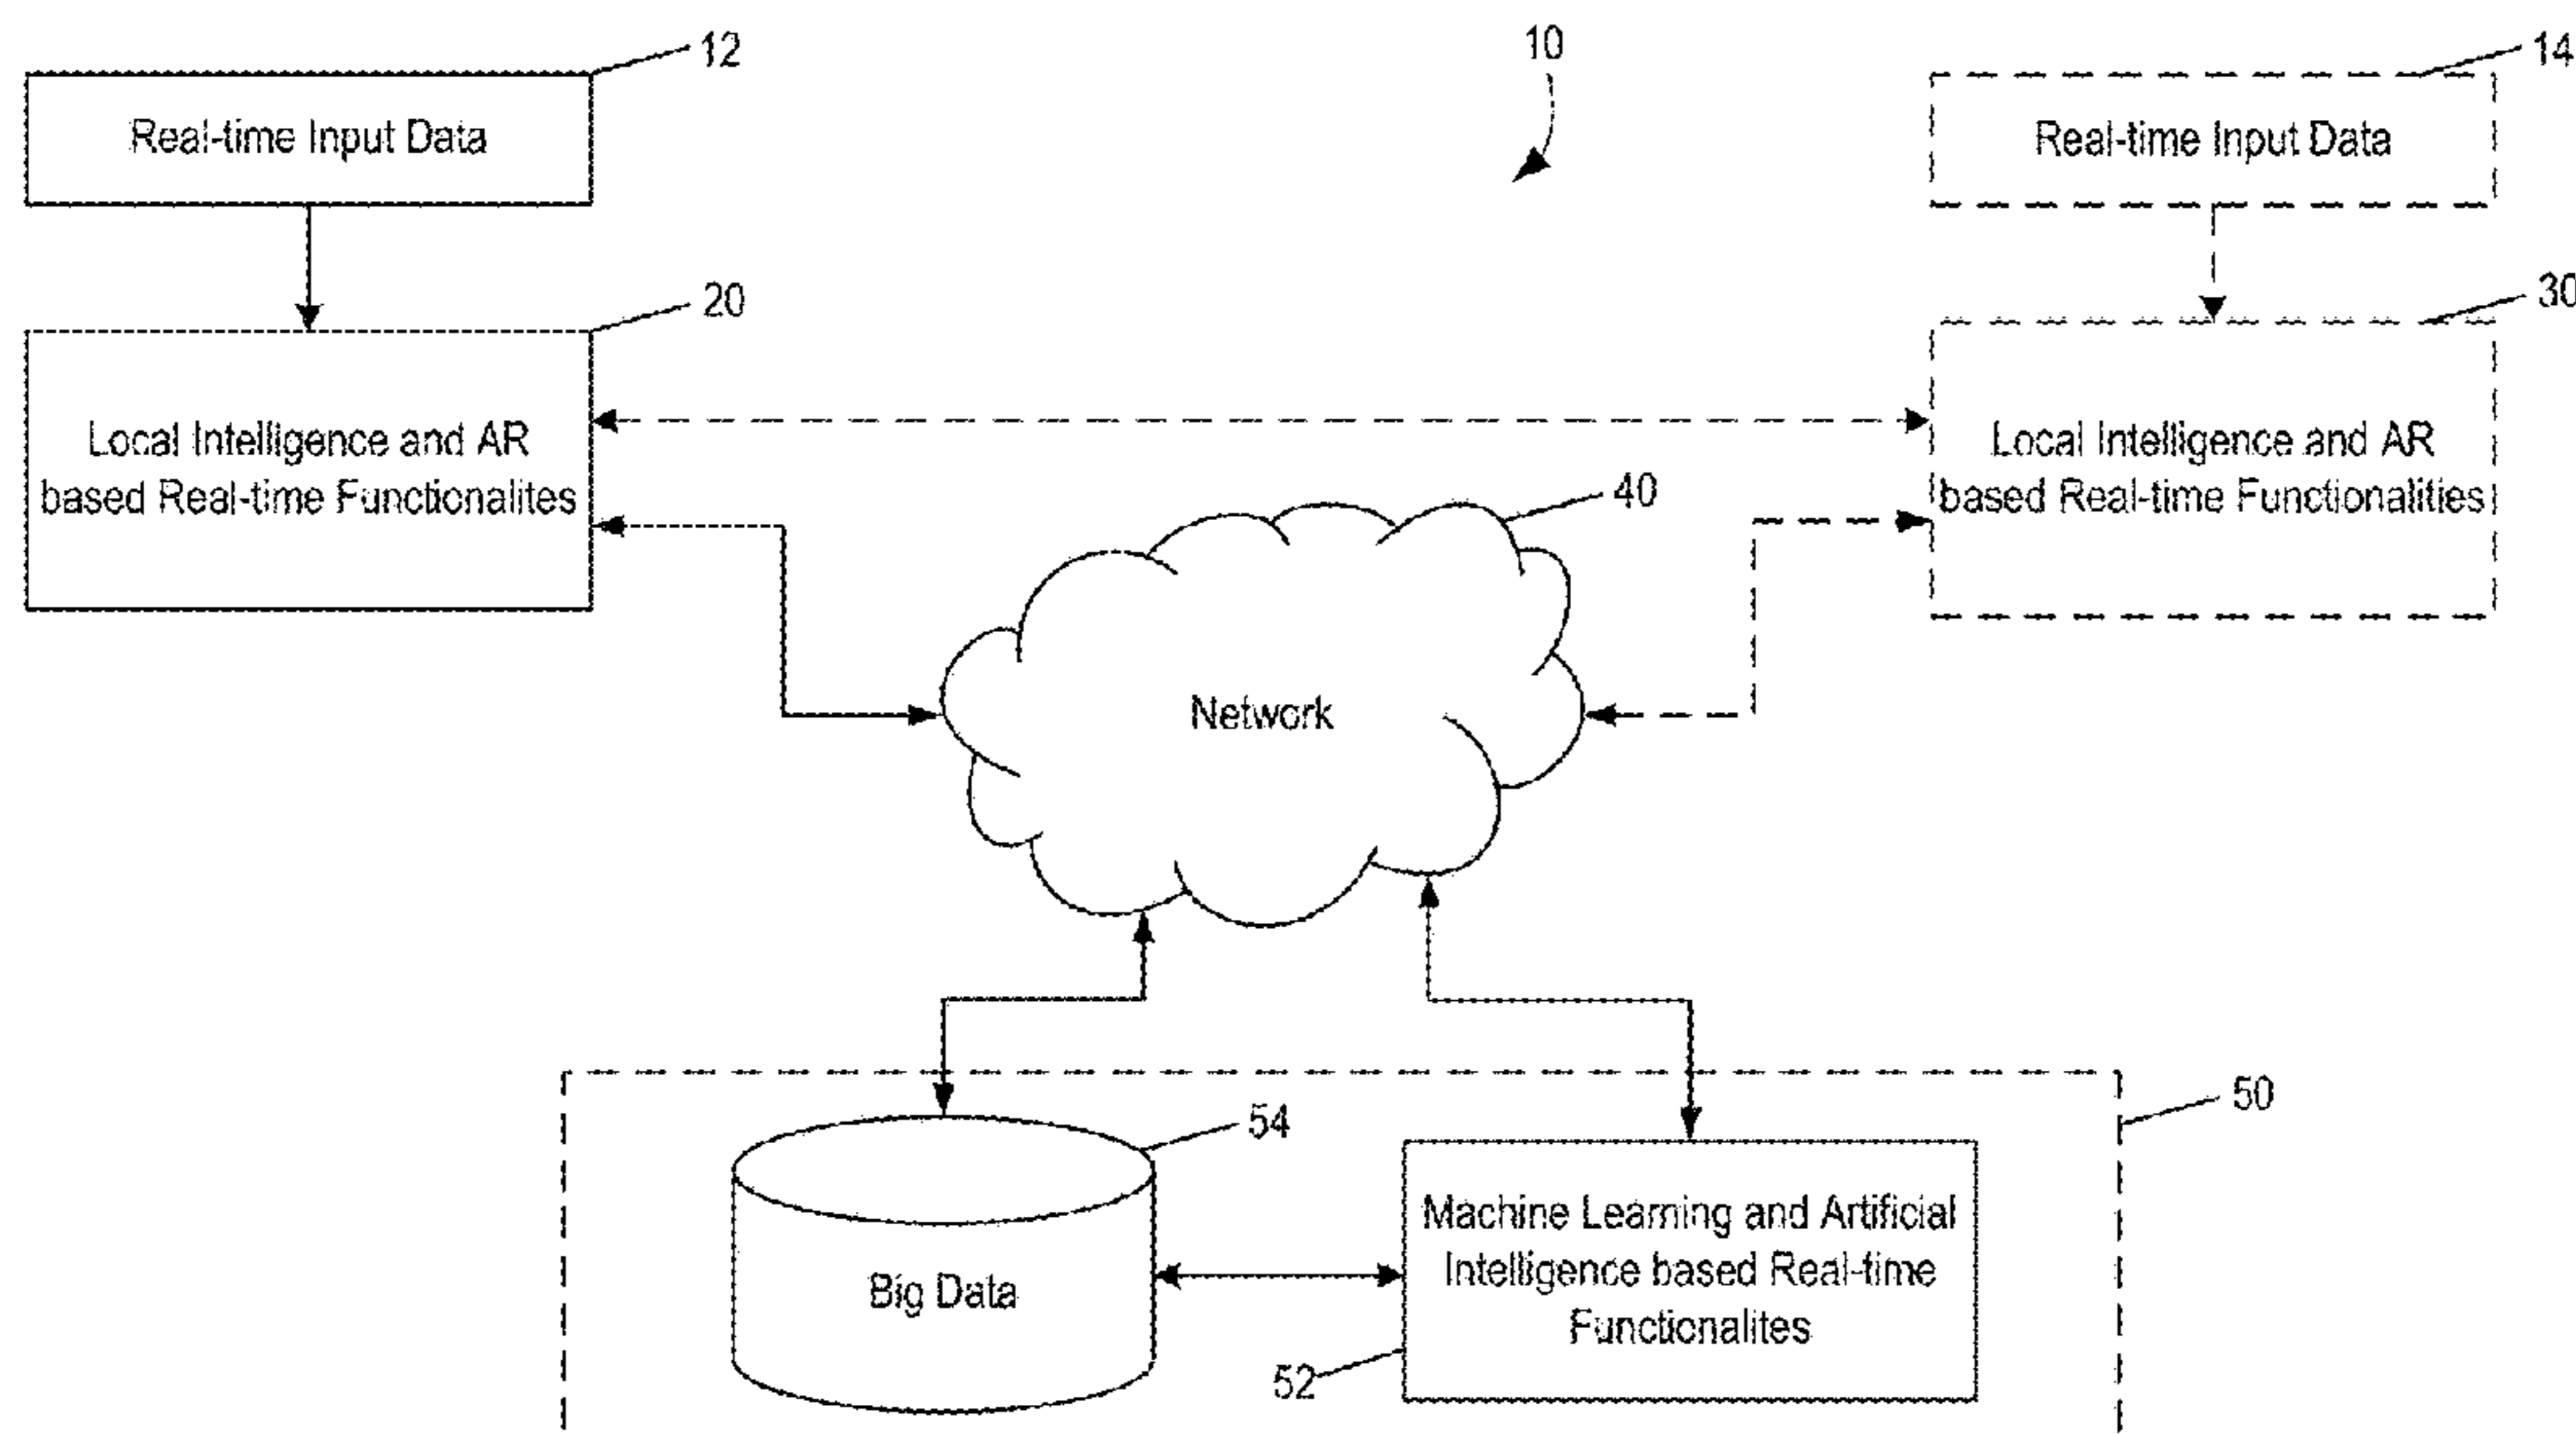 12
10
14
Real-time Input Data
Real-time Input Data
20
30
Local Intelligence and AR
based Real-time Functionalites
Local Intelligence and AR
based Real-time Functionalities
40
Network
50
54
Machine Learning and Artificial
Intelligence based Real-time
Functionalites
Big Data
52